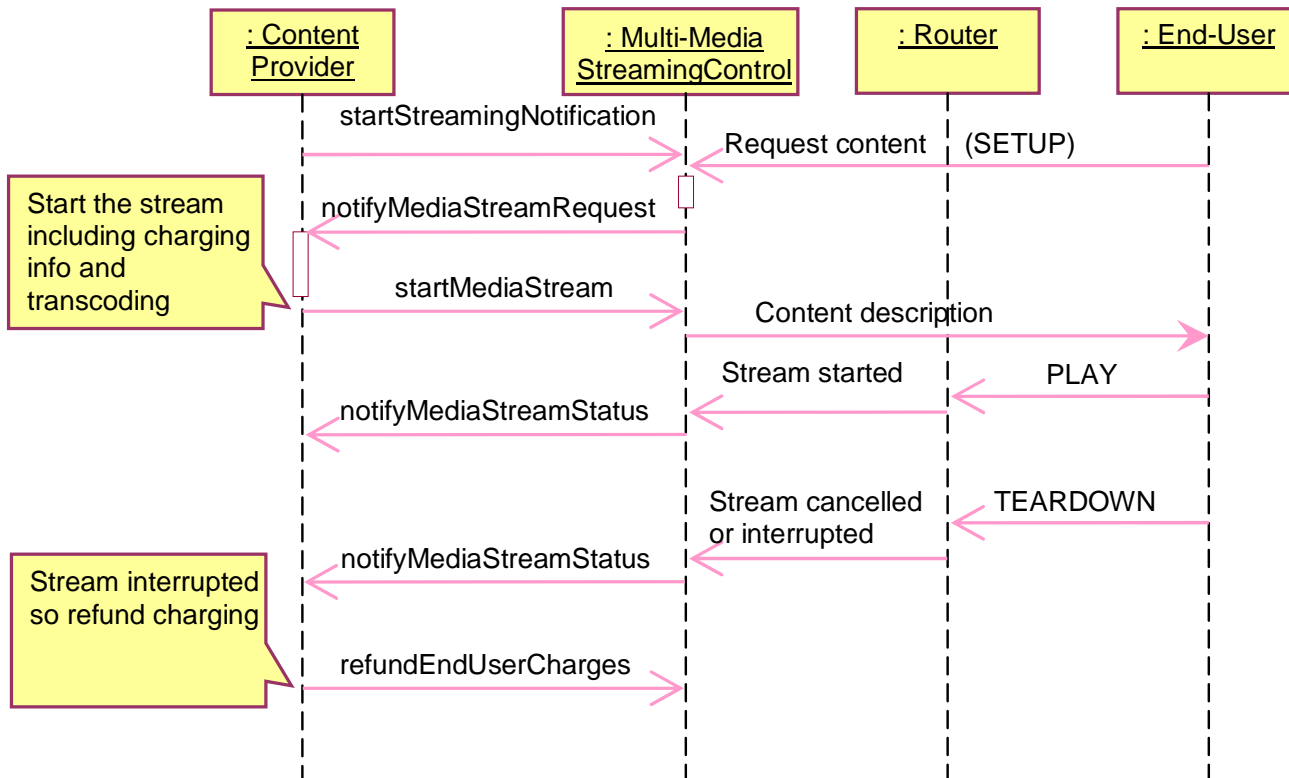 : Content
Provider
: Multi-Media
StreamingControl
: Router
: End-User
startStreamingNotification
Request content (SETUP)
Start the stream
including charging
info and
transcoding
notifyMediaStreamRequest
startMediaStream
Content description
Stream started
PLAY
notifyMediaStreamStatus
Stream cancelled
or interrupted
TEARDOWN
notifyMediaStreamStatus
Stream interrupted
so refund charging
refundEndUserCharges